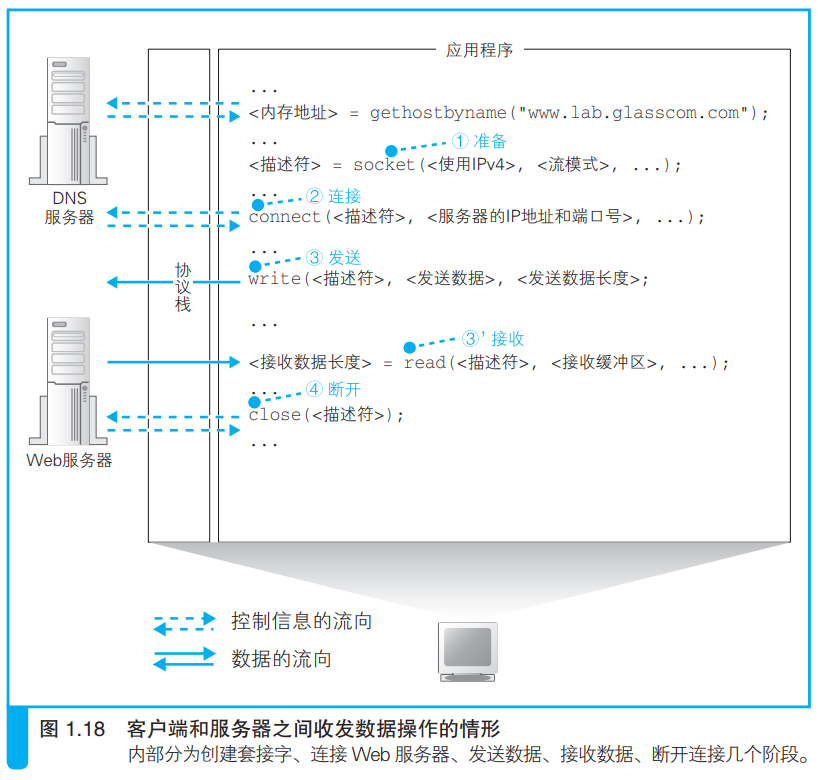 应用程序
...
<内存地址> = gethostbyname("www.lab.glasscom.com");
...
① 准备
<描述符> = socket(<使用IPv4>, <流模式>, ...);
DNS
服务器
...
② 连接
connect(<描述符>, <服务器的IP地址和端口号>, ...);
...
③ 发送
协议栈
write(<描述符>, <发送数据>, <发送数据长度>;
...
③’ 接收
<接收数据长度> = read(<描述符>, <接收缓冲区>, ...);
...
④ 断开
close(<描述符>);
...
Web服务器
控制信息的流向
数据的流向
图 1.18 客户端和服务器之间收发数据操作的情形
内部分为创建套接字、连接 Web 服务器、发送数据、接收数据、断开连接几个阶段。